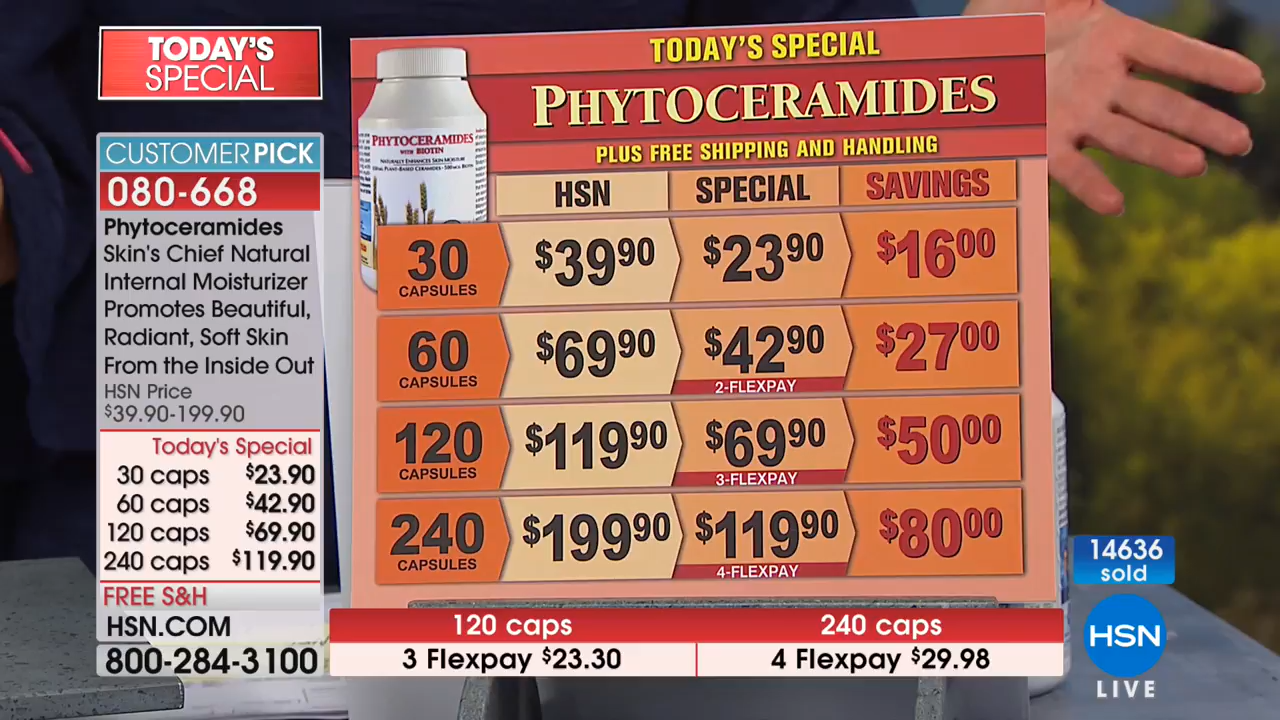 TODAY'S
SPECIAL
CUSTOMER PICK
080-668
Phytoceramides
Skin's Chief Natural
Internal Moisturizer
Promotes Beautiful,
Radiant, Soft Skin
From the Inside Out
HSN Price
$39.90-199.90
Today's Special
30 caps $23.90
60 caps $42.90
120 caps $69.90
240 caps $119.90
FREE S&H
HSN.COM
800-284-3100
TODAY'S SPECIAL
PHYTOCERAMIDES
PLUS FREE SHIPPING AND HANDLING
PHYTOCERAMIDES
WITH BIOTIN
NATURALLY ENHANCES SKIN MOISTURE
HSN SPECIAL SAVINGS
30 CAPSULES $39.90 $23.90 $16.00
60 CAPSULES $69.90 $42.90 $27.00
2-FLEXPAY
120 CAPSULES $119.90 $69.90 $50.00
3-FLEXPAY
240 CAPSULES $199.90 $119.90 $80.00
4-FLEXPAY
120 caps 240 caps
3 Flexpay $23.30 4 Flexpay $29.98
14636
sold
HSN
LIVE